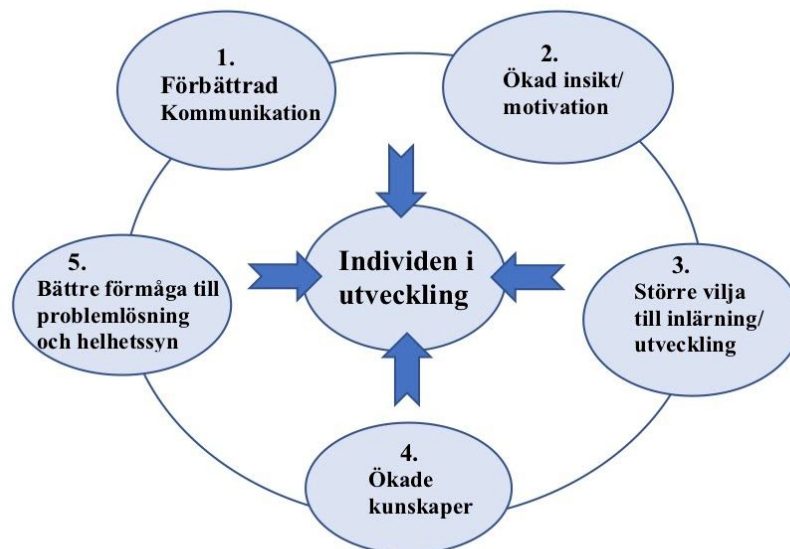 1.
Förbättrad
Kommunikation
2.
Ökad insikt/
motivation
3.
Större vilja
till inlärning/
utveckling
4.
Ökade
kunskaper
5.
Bättre förmåga till
problemlösning
och helhetssyn
Individen i
utveckling